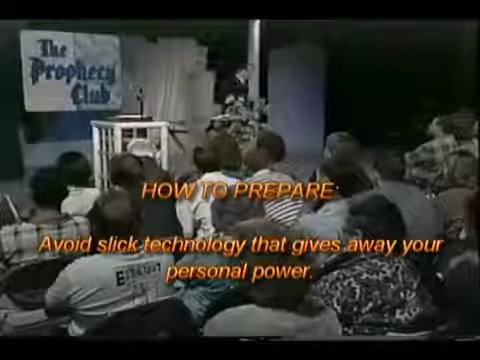 The
Prophecy
Club
HOW TO PREPARE:
Avoid slick technology that gives away your
personal power.